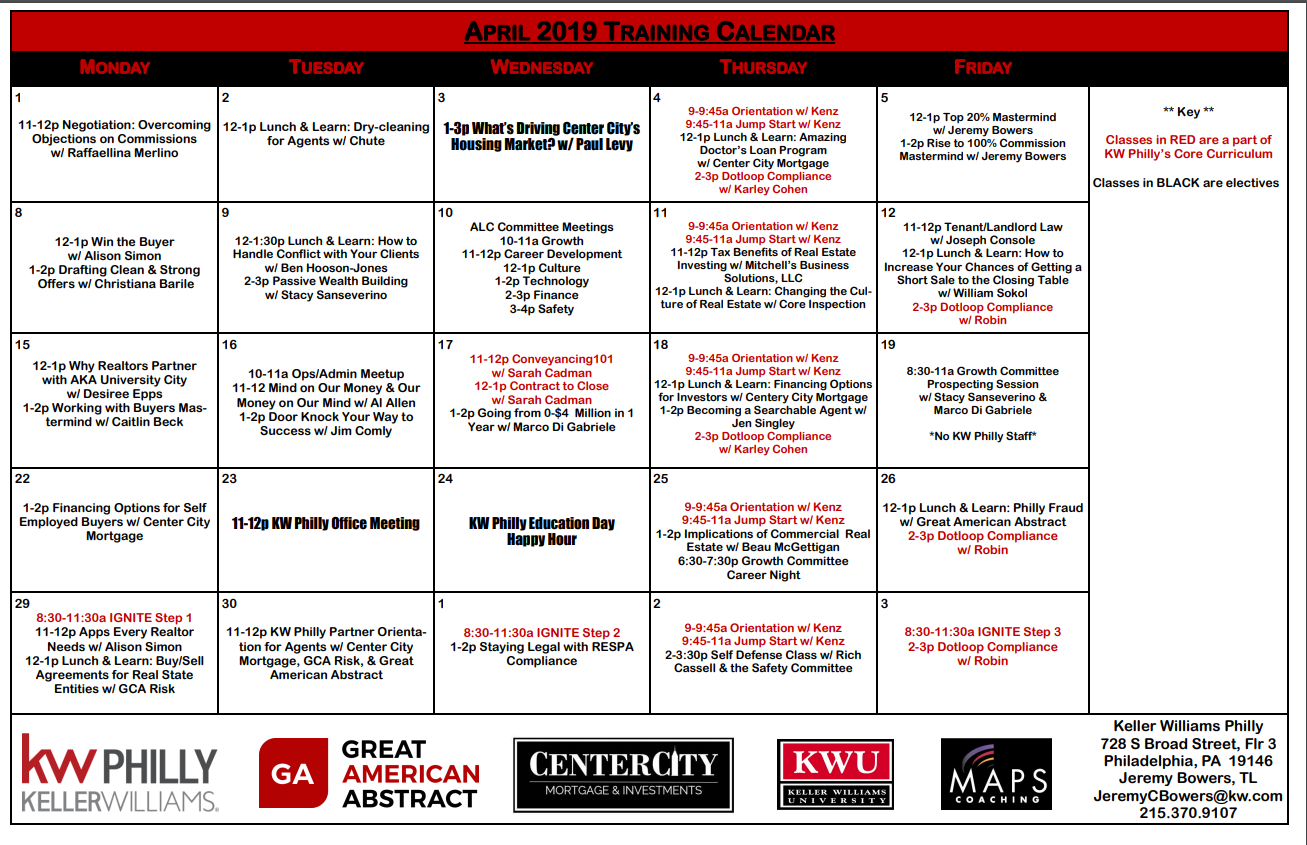 APRIL 2019 TRAINING CALENDAR
MONDAY
TUESDAY
WEDNESDAY
THURSDAY
FRIDAY
1
11-12p Negotiation: Overcoming
Objections on Commissions
w/ Raffaellina Merlino
2
12-1p Lunch & Learn: Dry-cleaning
for Agents w/ Chute
3
1-3p What's Driving Center City's
Housing Market? w/ Paul Levy
4
9-9:45a Orientation w/ Kenz
9:45-11a Jump Start w/ Kenz
12-1p Lunch & Learn: Amazing
Doctor's Loan Program
w/ Center City Mortgage
2-3p Dotloop Compliance
w/ Karley Cohen
5
12-1p Top 20% Mastermind
w/ Jeremy Bowers
1-2p Rise to 100% Commission
Mastermind w/ Jeremy Bowers
** Key **
Classes in RED are a part of
KW Philly's Core Curriculum
Classes in BLACK are electives
8
12-1p Win the Buyer
w/ Alison Simon
1-2p Drafting Clean & Strong
Offers w/ Christiana Barile
9
12-1:30p Lunch & Learn: How to
Handle Conflict with Your Clients
w/ Ben Hooson-Jones
2-3p Passive Wealth Building
w/ Stacy Sanseverino
10
ALC Committee Meetings
10-11a Growth
11-12p Career Development
12-1p Culture
1-2p Technology
2-3p Finance
3-4p Safety
11
9-9:45a Orientation w/ Kenz
9:45-11a Jump Start w/ Kenz
11-12p Tax Benefits of Real Estate
Investing w/ Mitchell's Business
Solutions, LLC
12-1p Lunch & Learn: Changing the Cul-
ture of Real Estate w/ Core Inspection
12
11-12p Tenant/Landlord Law
w/ Joseph Console
12-1p Lunch & Learn: How to
Increase Your Chances of Getting a
Short Sale to the Closing Table
w/ William Sokol
2-3p Dotloop Compliance
w/ Robin
15
12-1p Why Realtors Partner
with AKA University City
w/ Desiree Epps
1-2p Working with Buyers Mas-
termind w/ Caitlin Beck
16
10-11a Ops/Admin Meetup
11-12 Mind on Our Money & Our
Money on Our Mind w/ Al Allen
1-2p Door Knock Your Way to
Success w/ Jim Comly
17
11-12p Conveyancing101
w/ Sarah Cadman
12-1p Contract to Close
w/ Sarah Cadman
1-2p Going from 0-$4 Million in 1
Year w/ Marco Di Gabriele
18
9-9:45a Orientation w/ Kenz
9:45-11a Jump Start w/ Kenz
12-1p Lunch & Learn: Financing Options
for Investors w/ Centery City Mortgage
1-2p Becoming a Searchable Agent w/
Jen Singley
2-3p Dotloop Compliance
w/ Karley Cohen
19
8:30-11a Growth Committee
Prospecting Session
w/ Stacy Sanseverino &
Marco Di Gabriele
*No KW Philly Staff*
22
1-2p Financing Options for Self
Employed Buyers w/ Center City
Mortgage
23
11-12p KW Philly Office Meeting
24
KW Philly Education Day
Happy Hour
25
9-9:45a Orientation w/ Kenz
9:45-11a Jump Start w/ Kenz
1-2p Implications of Commercial Real
Estate w/ Beau McGettigan
6:30-7:30p Growth Committee
Career Night
26
12-1p Lunch & Learn: Philly Fraud
w/ Great American Abstract
2-3p Dotloop Compliance
w/ Robin
29
8:30-11:30a IGNITE Step 1
11-12p Apps Every Realtor
Needs w/ Alison Simon
12-1p Lunch & Learn: Buy/Sell
Agreements for Real State
Entities w/ GCA Risk
30
11-12p KW Philly Partner Orienta-
tion for Agents w/ Center City
Mortgage, GCA Risk, & Great
American Abstract
1
8:30-11:30a IGNITE Step 2
1-2p Staying Legal with RESPA
Compliance
2
9-9:45a Orientation w/ Kenz
9:45-11a Jump Start w/ Kenz
2-3:30p Self Defense Class w/ Rich
Cassell & the Safety Committee
3
8:30-11:30a IGNITE Step 3
2-3p Dotloop Compliance
w/ Robin
kw PHILLY
KELLERWILLIAMS.
GA
GREAT
AMERICAN
ABSTRACT
CENTERCITY
MORTGAGE & INVESTMENTS
KWU
KELLER WILLIAMS
UNIVERSITY
MAPS
COACHING
Keller Williams Philly
728 S Broad Street, Flr 3
Philadelphia, PA 19146
Jeremy Bowers, TL
JeremyCBowers@kw.com
215.370.9107